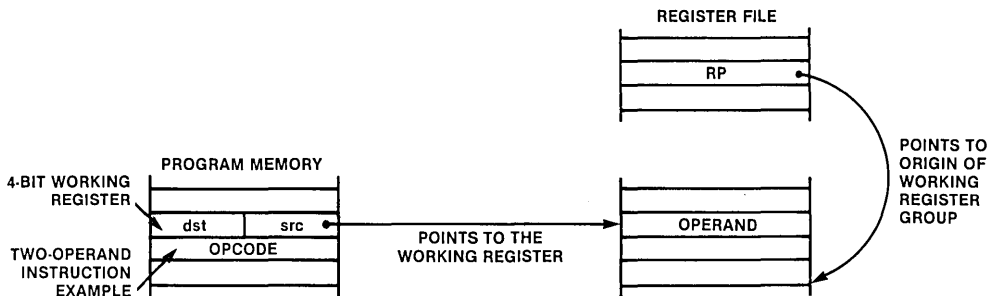 REGISTER FILE
RP
POINTS TO
ORIGIN OF
WORKING
REGISTER
GROUP
PROGRAM MEMORY
4-BIT WORKING
REGISTER
dst
src
OPCODE
TWO-OPERAND
INSTRUCTION
EXAMPLE
POINTS TO THE
WORKING REGISTER
OPERAND